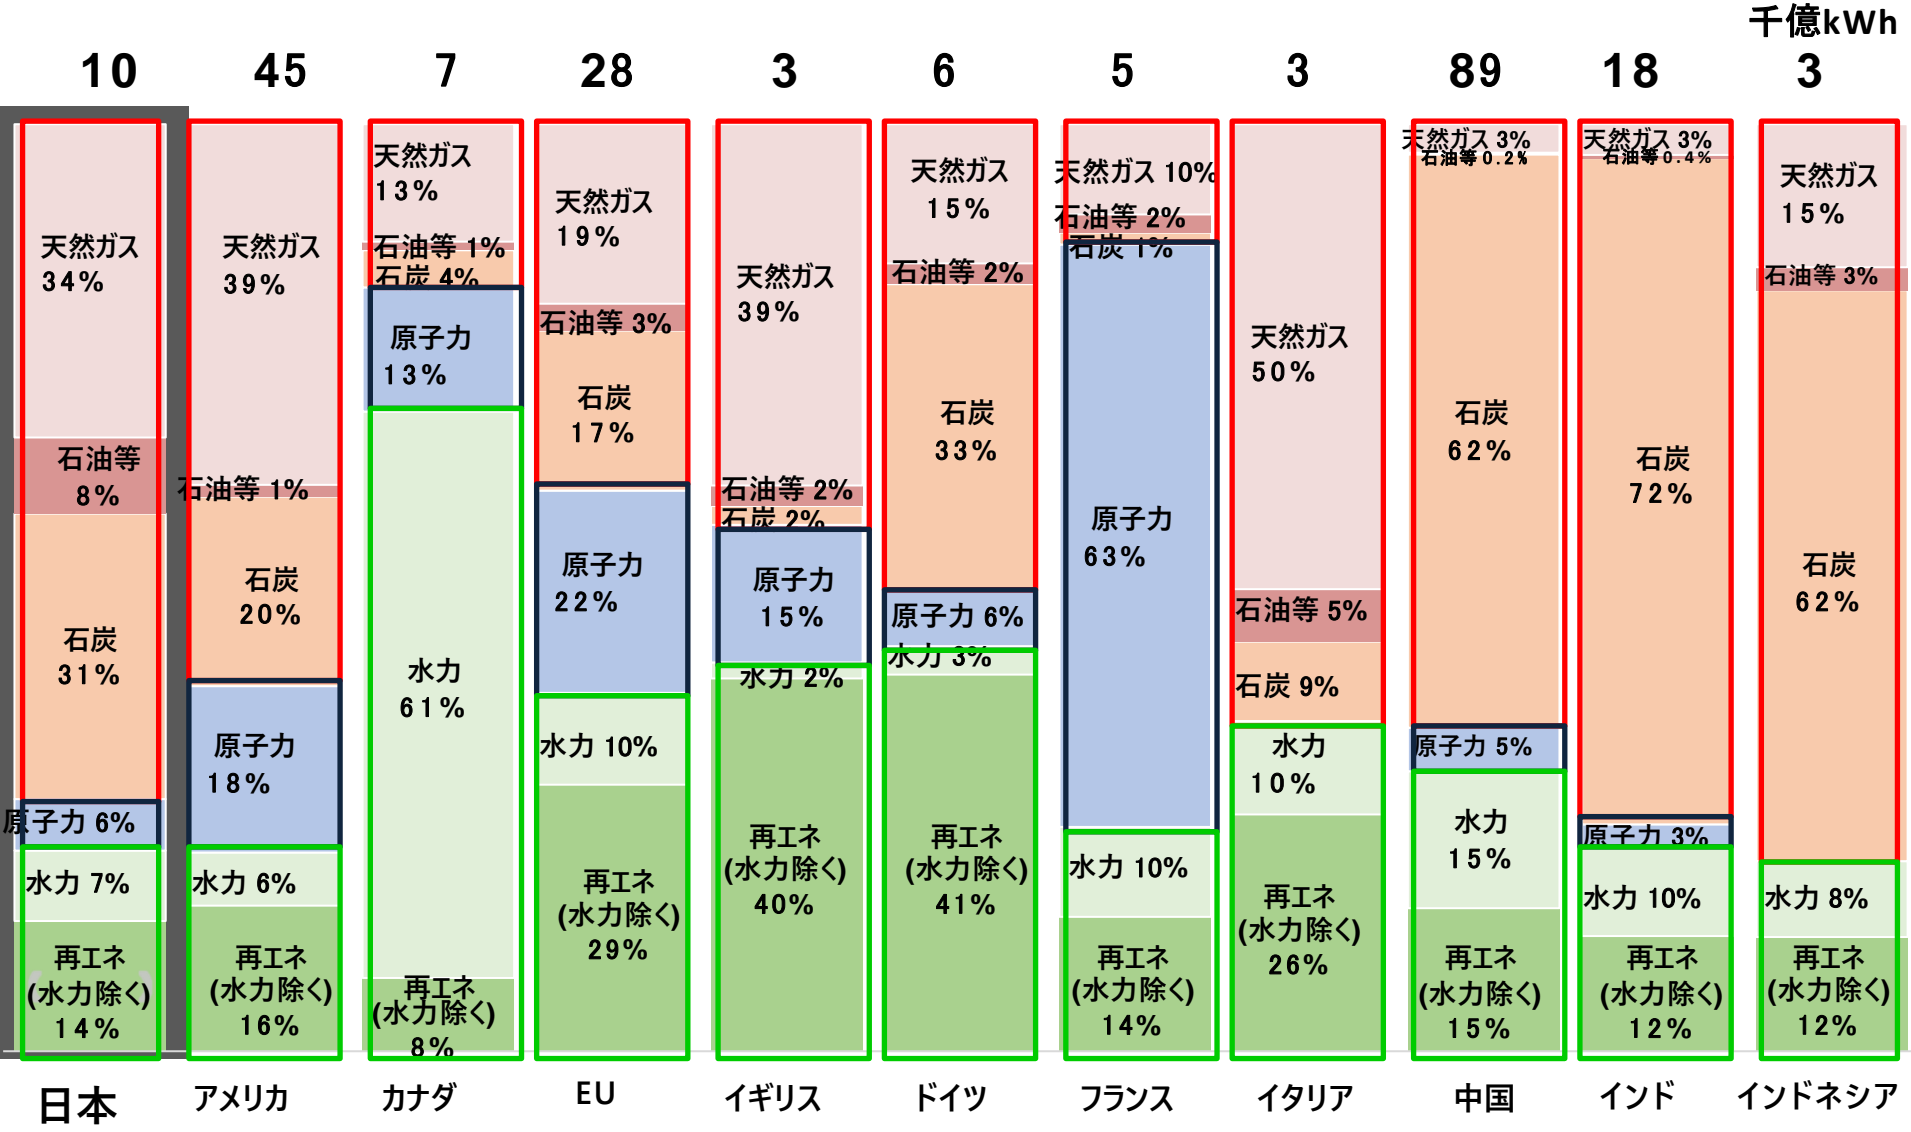 千億kWh
10
45
7
28
3
6
5
3
89
18
3
天然ガス
34%
石油等
8%
石炭
31%
原子力 6%
水力 7%
再エネ
(水力除く)
14%
日本
天然ガス
39%
石油等 1%
石炭
20%
原子力
18%
水力 6%
再エネ
(水力除く)
16%
アメリカ
天然ガス
13%
石油等 1%
石炭 4%
原子力
13%
水力
61%
再エネ
(水力除く)
8%
カナダ
天然ガス
19%
石油等 3%
石炭
17%
原子力
22%
水力 10%
再エネ
(水力除く)
29%
EU
天然ガス
39%
石油等 2%
石炭 2%
原子力
15%
水力 2%
再エネ
(水力除く)
40%
イギリス
天然ガス
15%
石油等 2%
石炭
33%
原子力 6%
水力 3%
再エネ
(水力除く)
41%
ドイツ
天然ガス 10%
石油等 2%
石炭 1%
原子力
63%
水力 10%
再エネ
(水力除く)
14%
フランス
天然ガス
50%
石油等 5%
石炭 9%
水力
10%
再エネ
(水力除く)
26%
イタリア
天然ガス 3%
石油等 0.2%
石炭
62%
原子力 5%
水力
15%
再エネ
(水力除く)
15%
中国
天然ガス 3%
石油等 0.4%
石炭
72%
原子力 3%
水力 10%
再エネ
(水力除く)
12%
インド
天然ガス
15%
石油等 3%
石炭
62%
水力 8%
再エネ
(水力除く)
12%
インドネシア